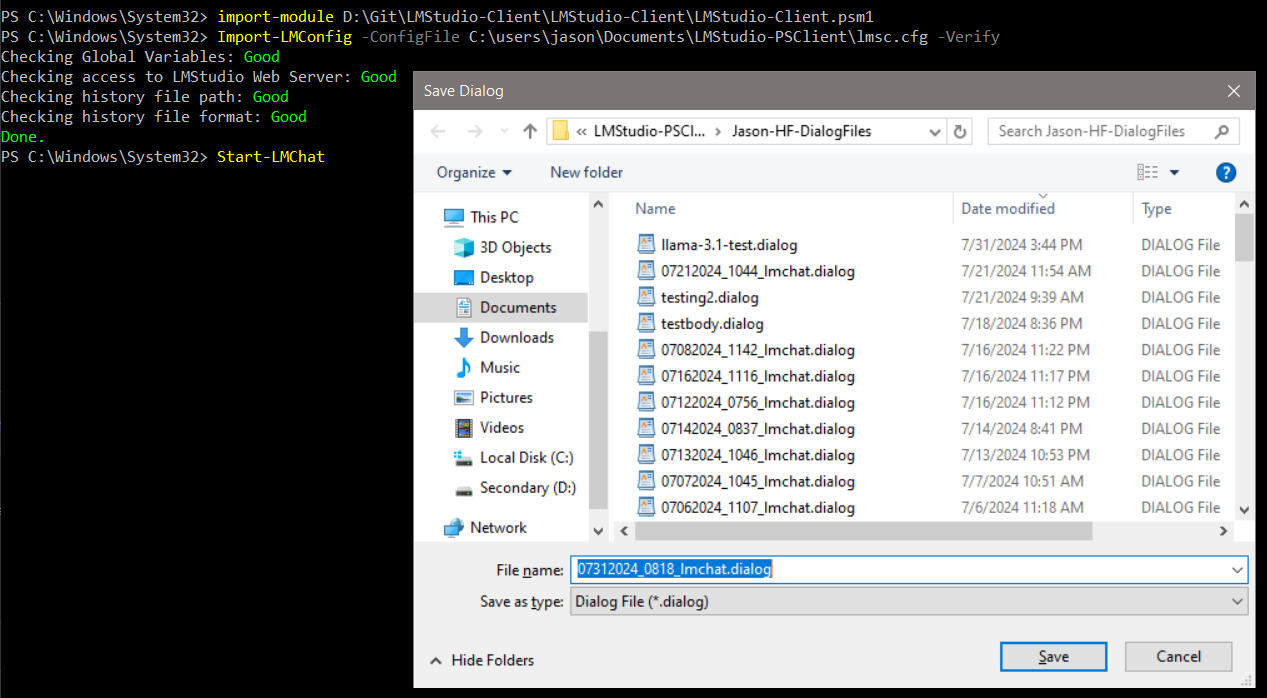 PS C:\Windows\System32> import-module D:\Git\LMStudio-Client\LMStudio-Client\LMStudio-Client.psm1
PS C:\Windows\System32> Import-LMConfig -ConfigFile C:\users\jason\Documents\LMStudio-PSClient\lmsc.cfg -Verify
Checking Global Variables: Good
Checking access to LMStudio Web Server: Good
Checking history file path: Good
Checking history file format: Good
Done.
PS C:\Windows\System32> Start-LMChat
Save Dialog
« LMStudio-PSCl... › Jason-HF-DialogFiles
Search Jason-HF-DialogFiles
Organize
New folder
This PC
3D Objects
Desktop
Documents
Downloads
Music
Pictures
Videos
Local Disk (C:)
Secondary (D:)
Network
Name Date modified Type
llama-3.1-test.dialog 7/31/2024 3:44 PM DIALOG File
07212024_1044_lmchat.dialog 7/21/2024 11:54 AM DIALOG File
testing2.dialog 7/21/2024 9:39 AM DIALOG File
testbody.dialog 7/18/2024 8:36 PM DIALOG File
07082024_1142_lmchat.dialog 7/16/2024 11:22 PM DIALOG File
07162024_1116_lmchat.dialog 7/16/2024 11:17 PM DIALOG File
07122024_0756_lmchat.dialog 7/16/2024 11:12 PM DIALOG File
07142024_0837_lmchat.dialog 7/14/2024 8:41 PM DIALOG File
07132024_1046_lmchat.dialog 7/13/2024 10:53 PM DIALOG File
07072024_1045_lmchat.dialog 7/7/2024 10:51 AM DIALOG File
07062024_1107_lmchat.dialog 7/6/2024 11:18 AM DIALOG File
File name: 07312024_0818_lmchat.dialog
Save as type: Dialog File (*.dialog)
Hide Folders
Save
Cancel